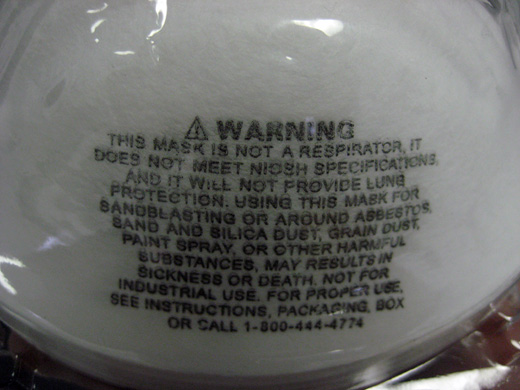 ⚠ WARNING
THIS MASK IS NOT A RESPIRATOR, IT
DOES NOT MEET NIOSH SPECIFICATIONS,
AND IT WILL NOT PROVIDE LUNG
PROTECTION. USING THIS MASK FOR
SANDBLASTING OR AROUND ASBESTOS,
SAND AND SILICA DUST, GRAIN DUST,
PAINT SPRAY, OR OTHER HARMFUL
SUBSTANCES, MAY RESULTS IN
SICKNESS OR DEATH. NOT FOR
INDUSTRIAL USE. FOR PROPER USE,
SEE INSTRUCTIONS, PACKAGING, BOX
OR CALL 1-800-444-4774